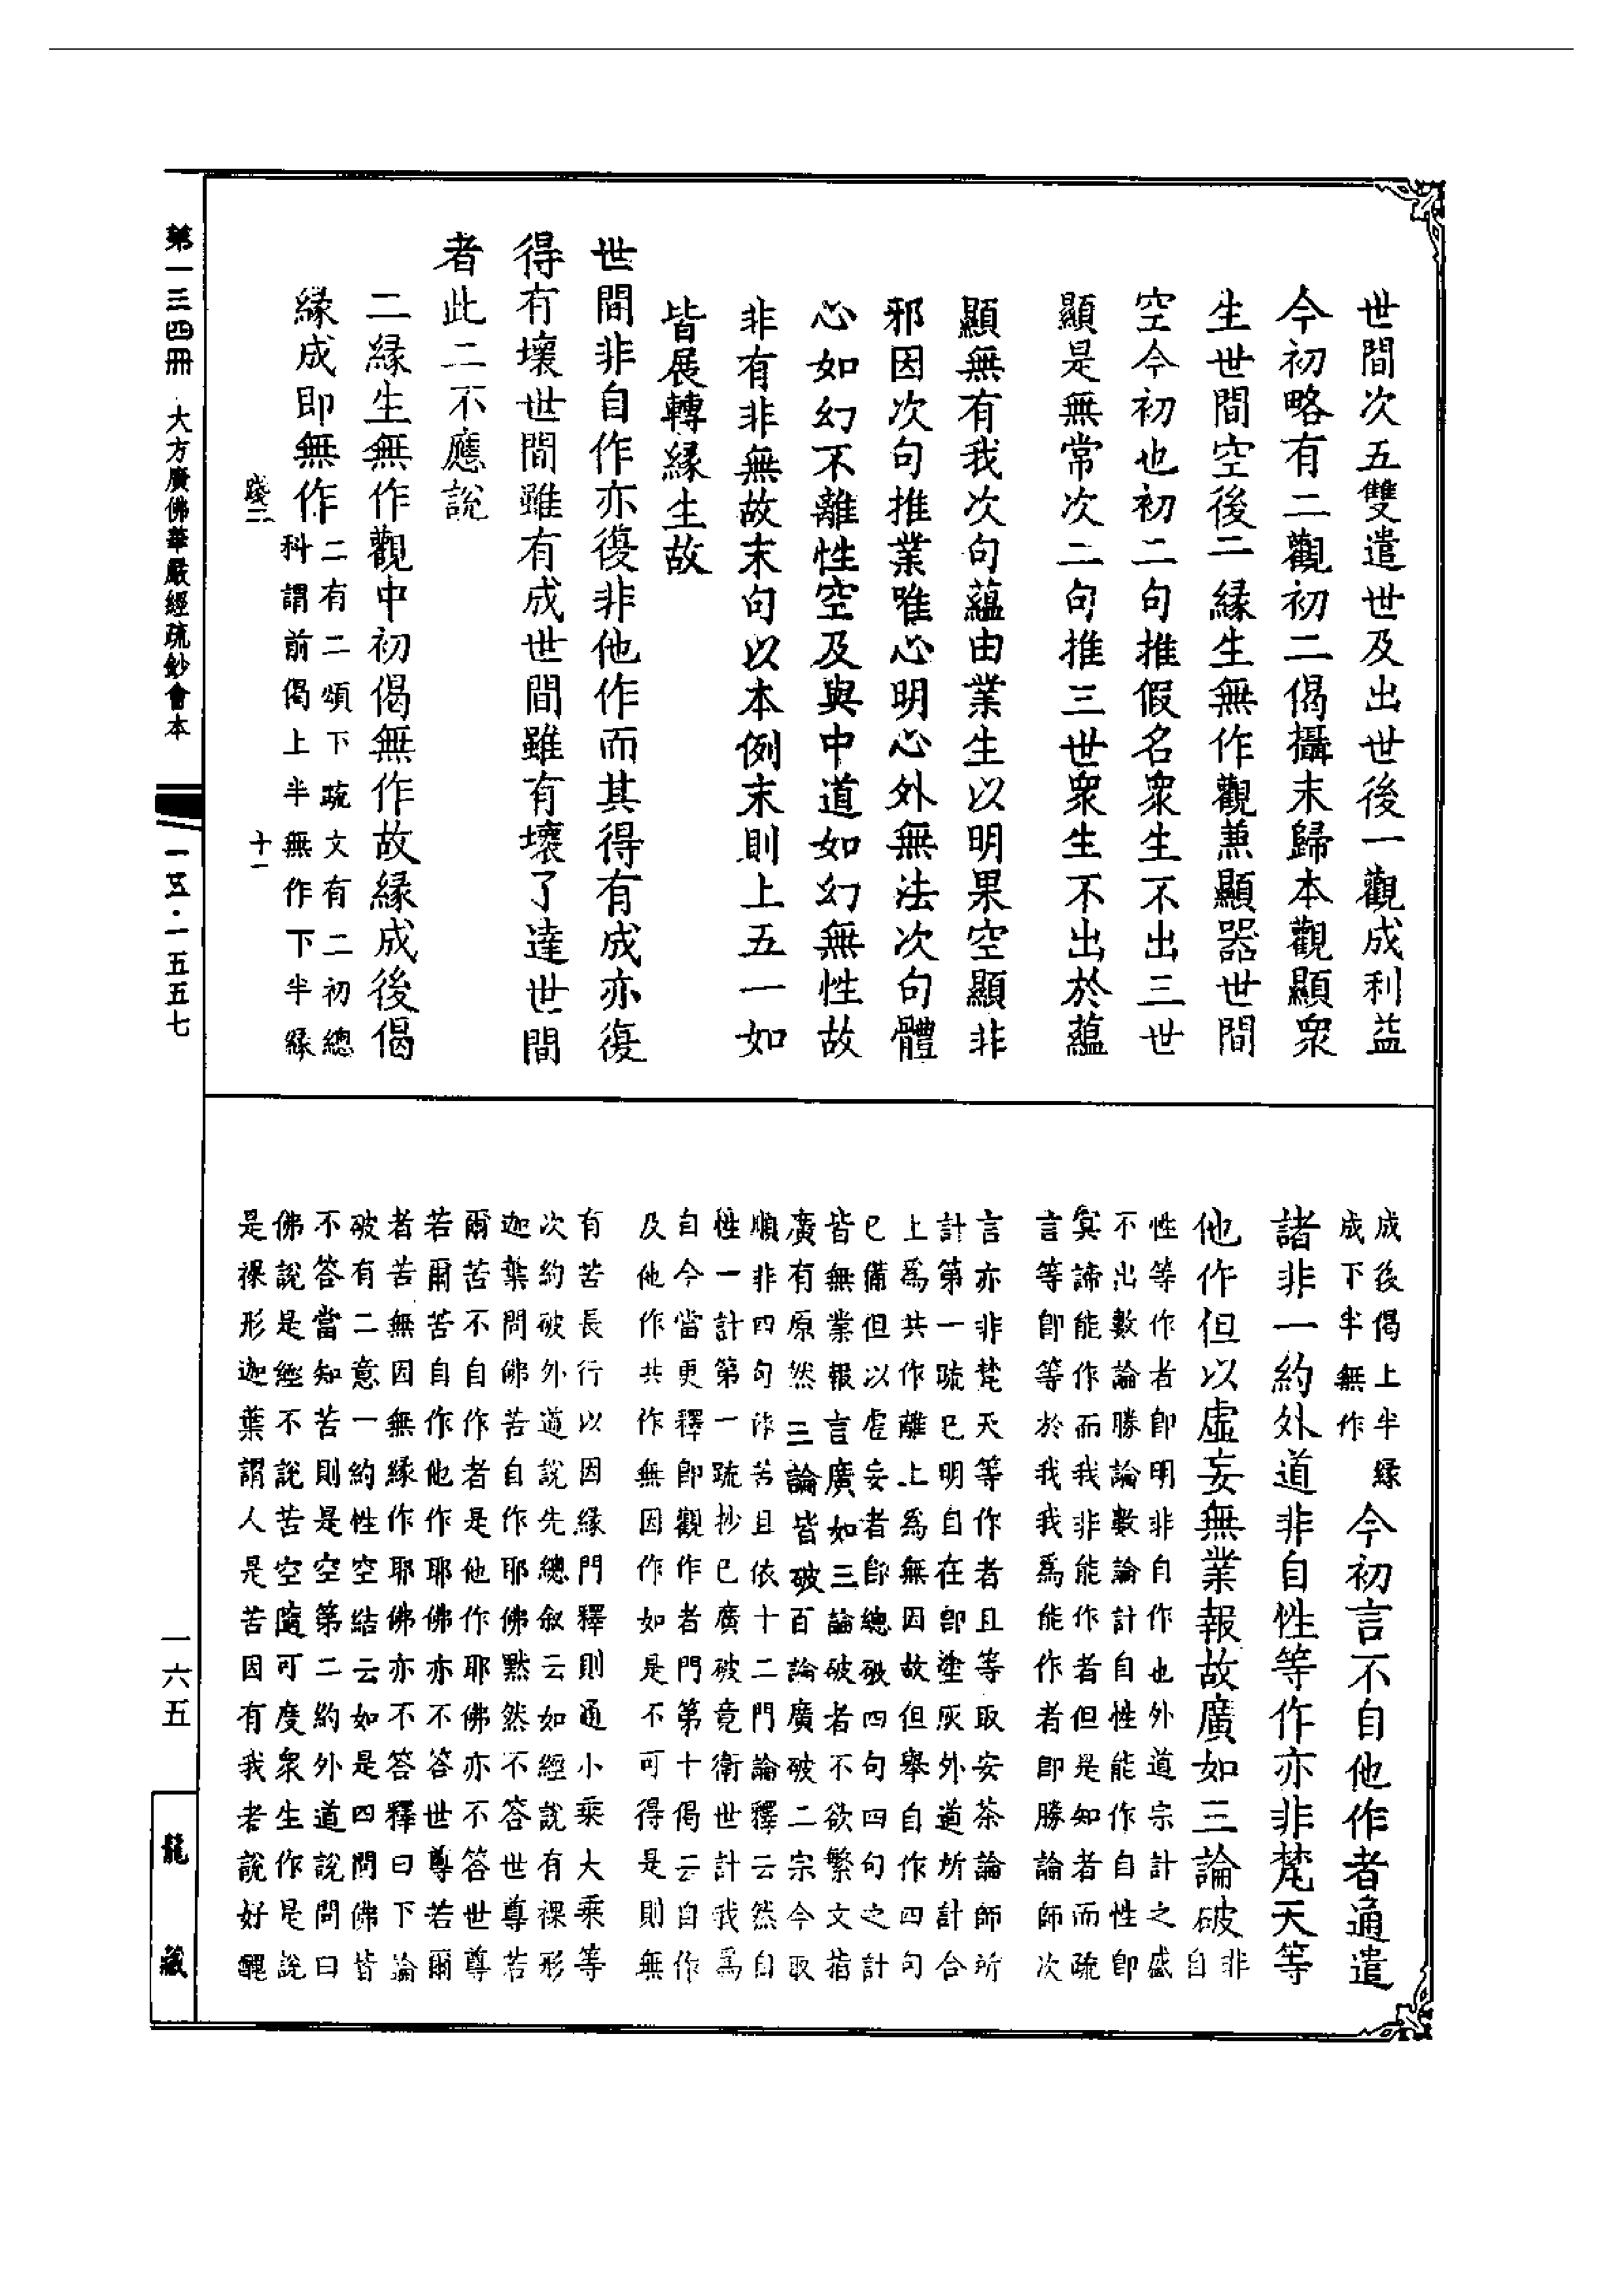 世間次五雙遣世及出世後一觀成利益
今初略有二觀初二偈攝末歸本觀顯衆
生世間空後二緣生無作觀兼顯器世間
空今初也初二句推假名衆生不出三世
顯是無常次二句推三世衆生不出於蘊
顯無有我次句蘊由業生以明果空顯非
邪因次句推業唯心明心外無法次句體
心如幻不離性空及與中道如幻無性故
非有非無故末句以本例末則上五一如
皆展轉緣生故
世間非自作亦復非他作而其得有成亦復
得有壞世間雖有成世間雖有壞了達世間
者此二不應說
二緣生無作觀中初偈無作故緣成後偈
緣成即無作
二有二頌下疏文有二初總
科謂前偈上半無作下半緣
踐二 十一
成後偈上半緣
成下半無作
今初言不自他作者通遣
諸非一約外道非自性等作亦非梵天等
他作但以虛妄無業報故廣如三論破
非
自
性等作者即明非自作也外道宗計之盛
不出數論勝論數論計自性能作自性即
冥諦能作而我非能作者但是知者而疏
言等即等於我我為能作者即勝論師次
言亦非梵天等作者且等取安荼論師所
計第一疏已明自在即塗灰外道所計合
上為共作離上為無因故但舉自作四句
已備但以虛妄者即總破四句四句之計
皆無業報言廣如三論破者不欲繁文指
廣有原然三論皆破百論廣破二宗今取
順非四句作苦且依十二門論釋云然自
性一計第一疏抄已廣破竟衛世計我為
自今當更釋即觀作者門第十偈云自作
及他作共作無因作如是不可得是則無
有苦長行以因緣門釋則通小乘大乘等
次約破外道說先總敘云如經說有裸形
迦葉問佛苦自作耶佛默然不答世尊若
爾苦不自作者是他作耶佛亦不答世尊
若爾苦自作他作耶佛亦不答世尊若爾
者苦無因無緣作耶佛亦不答釋曰下論
破有二意一約性空結云如是四問佛皆
不答當知苦則是空第二約外道說問曰
佛說是經不說苦空隨可度衆生作是說
是裸形迦葉謂人是苦因有我者說好醜
第一三四冊 大方廣佛華嚴經疏鈔會本 一五·一五五七
一六五
龍藏